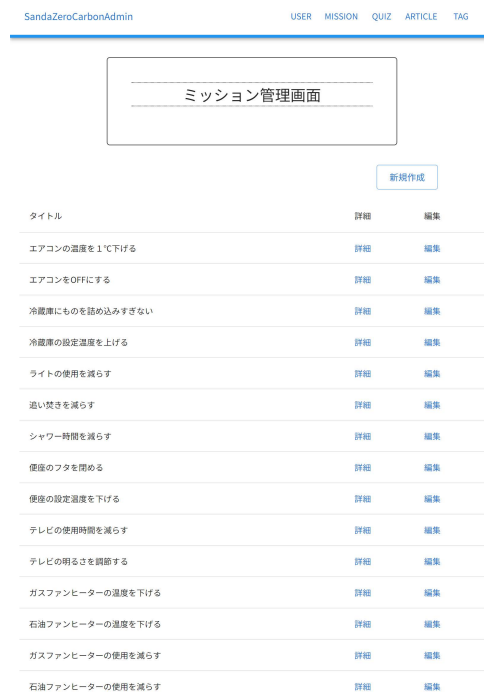 SandaZeroCarbonAdmin USER MISSION QUIZ ARTICLE TAG
ミッション管理画面
新規作成
タイトル 詳細 編集
エアコンの温度を1℃下げる 詳細 編集
エアコンをOFFにする 詳細 編集
冷蔵庫にものを詰め込みすぎない 詳細 編集
冷蔵庫の設定温度を上げる 詳細 編集
ライトの使用を減らす 詳細 編集
追い焚きを減らす 詳細 編集
シャワー時間を減らす 詳細 編集
便座のフタを閉める 詳細 編集
便座の設定温度を下げる 詳細 編集
テレビの使用時間を減らす 詳細 編集
テレビの明るさを調節する 詳細 編集
ガスファンヒーターの温度を下げる 詳細 編集
石油ファンヒーターの温度を下げる 詳細 編集
ガスファンヒーターの使用を減らす 詳細 編集
石油ファンヒーターの使用を減らす 詳細 編集